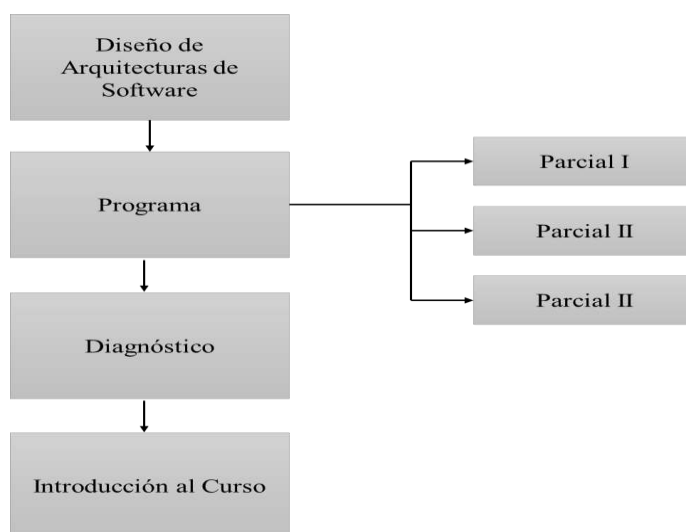 Diseño de
Arquitecturas de
Software
Programa
Parcial I
Parcial II
Parcial II
Diagnóstico
Introducción al Curso